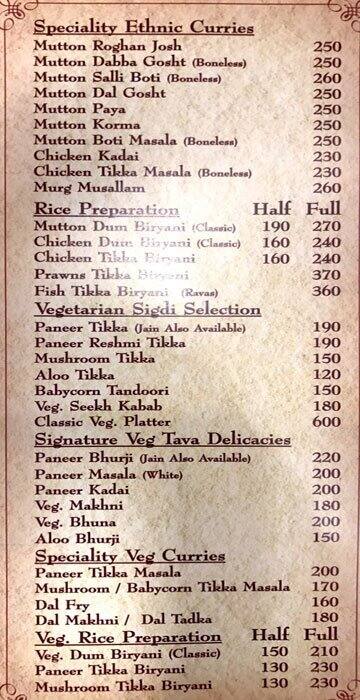 Speciality Ethnic Curries
Mutton Roghan Josh 250
Mutton Dabba Gosht (Boneless) 250
Mutton Salli Boti (Boneless) 260
Mutton Dal Gosht 250
Mutton Paya 250
Mutton Korma 250
Mutton Boti Masala (Boneless) 250
Chicken Kadai 230
Chicken Tikka Masala (Boneless) 230
Murg Musallam 260
Rice Preparation Half Full
Mutton Dum Biryani (Classic) 190 270
Chicken Dum Biryani (Classic) 160 240
Chicken Tikka Biryani 160 240
Prawns Tikka Biryani 370
Fish Tikka Biryani (Ravas) 360
Vegetarian Sigdi Selection
Paneer Tikka (Jain Also Available) 190
Paneer Reshmi Tikka 190
Mushroom Tikka 150
Aloo Tikka 120
Babycorn Tandoori 150
Veg. Seekh Kabab 180
Classic Veg. Platter 600
Signature Veg Tava Delicacies
Paneer Bhurji (Jain Also Available) 220
Paneer Masala (White) 200
Paneer Kadai 200
Veg. Makhni 180
Veg. Bhuna 200
Aloo Bhurji 150
Speciality Veg Curries
Paneer Tikka Masala 200
Mushroom / Babycorn Tikka Masala 170
Dal Fry 160
Dal Makhni / Dal Tadka 180
Veg. Rice Preparation Half Full
Veg. Dum Biryani (Classic) 150 210
Paneer Tikka Biryani 130 230
Mushroom Tikka Biryani 130 230